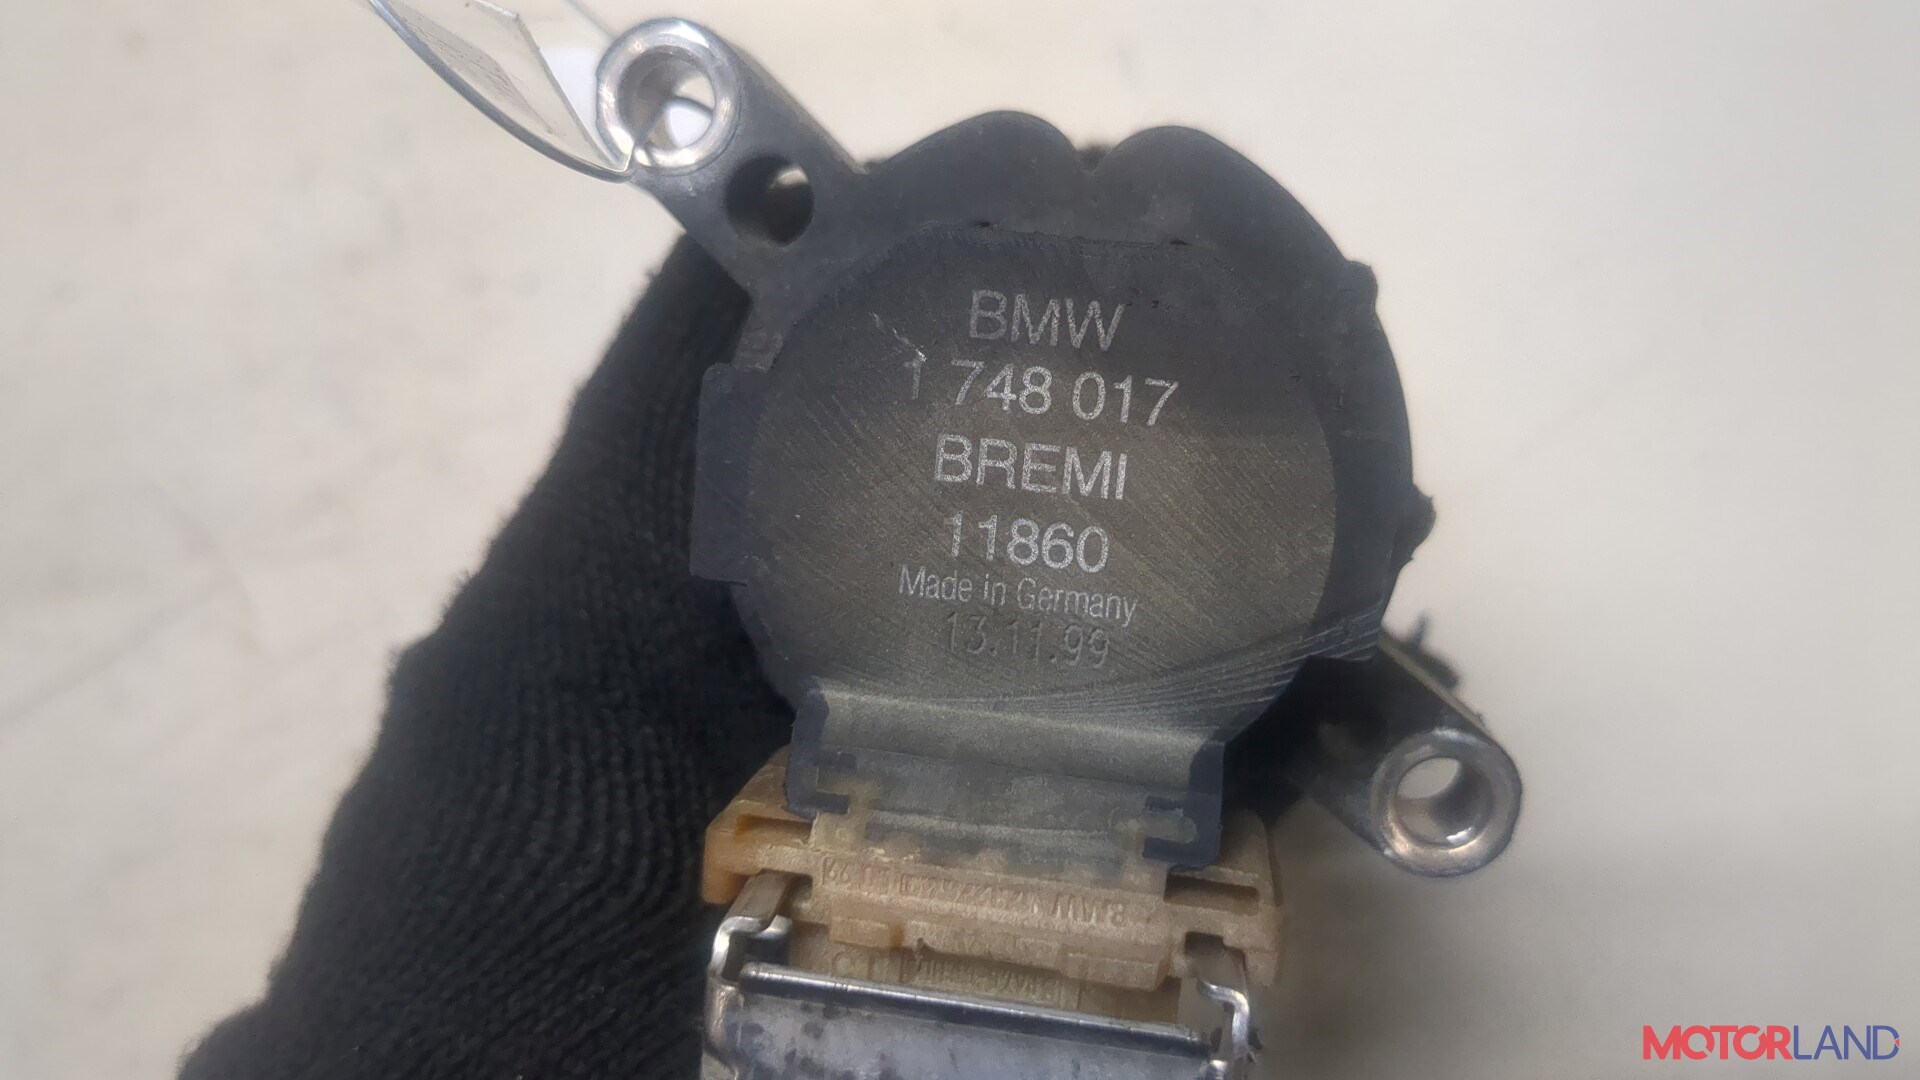 BMW
1 748 017
BREMI
11860
Made in Germany
13.11.99
MOTORLAND